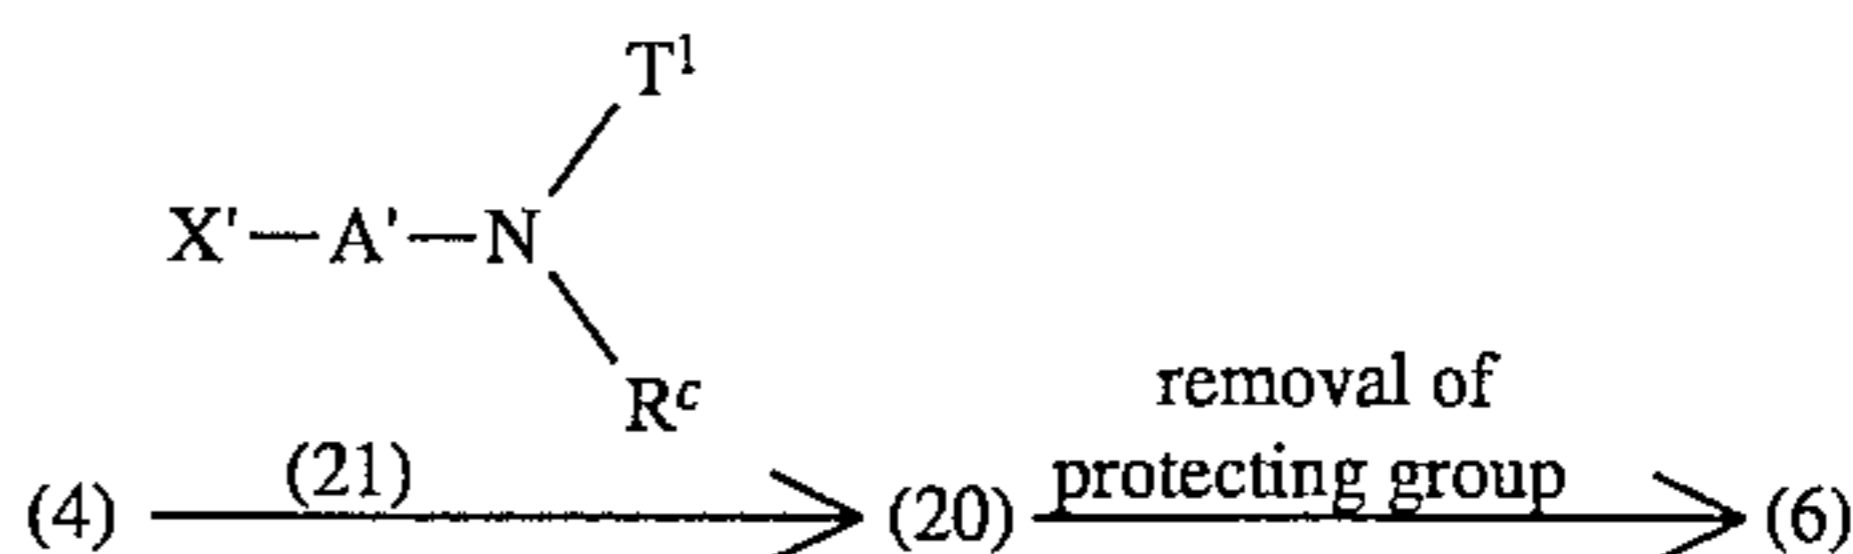 T¹
X'—A'—N
Rᶜ
removal of
(21) protecting group
(4) (20) (6)